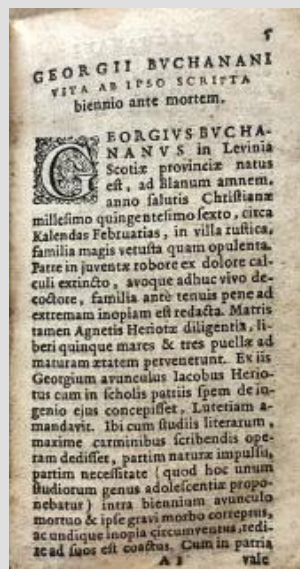 5
GEORGII BVCHANANI
VITA AB IPSO SCRIPTA
biennio ante mortem.
GEORGIVS BVCHA-
NANVS in Levinia
Scotiæ provinciæ natus
est, ad Blanum amnem,
anno salutis Christianæ
millesimo quingentesimo sexto, circa
Kalendas Februarias, in villa rustica,
familia magis vetusta quam opulenta.
Patre in juventæ robore ex dolore cal-
culi extincto, avoque adhuc vivo de-
coctore, familia antè tenuis pene ad
extremam inopiam est redacta. Matris
tamen Agnetis Heriotæ diligentia, li-
beri quinque mares & tres puellæ ad
maturam ætatem pervenerunt. Ex iis
Georgium avunculus Iacobus Herio-
tus cum in scholis patriis spem de in-
genio ejus concepisset, Luteriam a-
mandavit. Ibi cum studiis literarum,
maxime carminibus scribendis ope-
ram dedisset, partim naturæ impulsu,
partim necessitate (quod hoc unum
studiorum genus adolescentiæ propo-
nebatur) intra biennium avunculo
mortuo & ipse gravi morbo correptus,
ac undique inopia circumventus, redi-
re ad suos est coactus. Cum in patria
A 3 vale